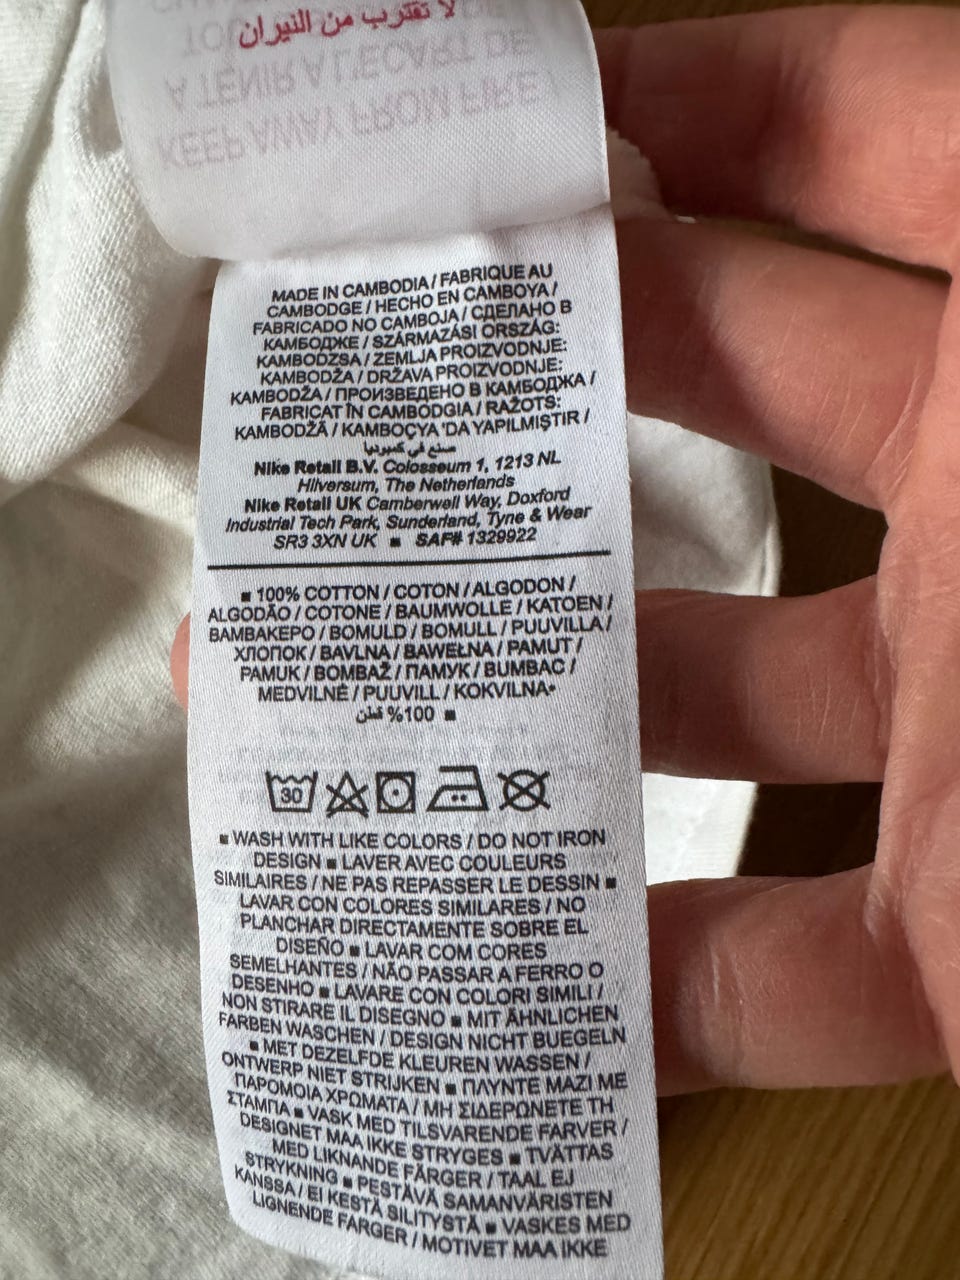 لا تقترب من النيران
À TENIR À L'ÉCART DE
KEEP AWAY FROM FIRE /
MADE IN CAMBODIA / FABRIQUE AU
CAMBODGE / HECHO EN CAMBOYA /
FABRICADO NO CAMBOJA / СДЕЛАНО В
КАМБОДЖЕ / SZÁRMAZÁSI ORSZÁG:
KAMBODZSA / ZEMLJA PROIZVODNJE:
KAMBODŽA / DRŽAVA PROIZVODNJE:
KAMBODŽA / ПРОИЗВЕДЕНО В КАМБОДЖА /
FABRICAT ÎN CAMBODGIA / RAŽOTS:
KAMBODŽĀ / KAMBOÇYA 'DA YAPILMIŞTIR /
صنع في كمبوديا
Nike Retail B.V. Colosseum 1, 1213 NL
Hilversum, The Netherlands
Nike Retail UK Camberwell Way, Doxford
Industrial Tech Park, Sunderland, Tyne & Wear
SR3 3XN UK ■ SAF# 1329922
■ 100% COTTON / COTON / ALGODON /
ALGODÃO / COTONE / BAUMWOLLE / KATOEN /
ΒΑΜΒΑΚΕΡΟ / BOMULD / BOMULL / PUUVILLA /
ХЛОПОК / BAVLNA / BAWEŁNA / PAMUT /
PAMUK / BOMBAŽ / ПАМУК / BUMBAC /
MEDVILNĖ / PUUVILL / KOKVILNA•
100% قطن ■
30
■ WASH WITH LIKE COLORS / DO NOT IRON
DESIGN ■ LAVER AVEC COULEURS
SIMILAIRES / NE PAS REPASSER LE DESSIN ■
LAVAR CON COLORES SIMILARES / NO
PLANCHAR DIRECTAMENTE SOBRE EL
DISEÑO ■ LAVAR COM CORES
SEMELHANTES / NÃO PASSAR A FERRO O
DESENHO ■ LAVARE CON COLORI SIMILI /
NON STIRARE IL DISEGNO ■ MIT ÄHNLICHEN
FARBEN WASCHEN / DESIGN NICHT BUEGELN
■ MET DEZELFDE KLEUREN WASSEN /
ONTWERP NIET STRIJKEN ■ ΠΛΥΝΤΕ ΜΑΖΙ ΜΕ
ΠΑΡΟΜΟΙΑ ΧΡΩΜΑΤΑ / ΜΗ ΣΙΔΕΡΩΝΕΤΕ ΤΗ
ΣΤΑΜΠΑ ■ VASK MED TILSVARENDE FARVER /
DESIGNET MAA IKKE STRYGES ■ TVÄTTAS
MED LIKNANDE FÄRGER / TAAL EJ
STRYKNING ■ PESTÄVÄ SAMANVÄRISTEN
KANSSA / EI KESTÄ SILITYSTÄ ■ VASKES MED
LIGNENDE FARGER / MOTIVET MAA IKKE